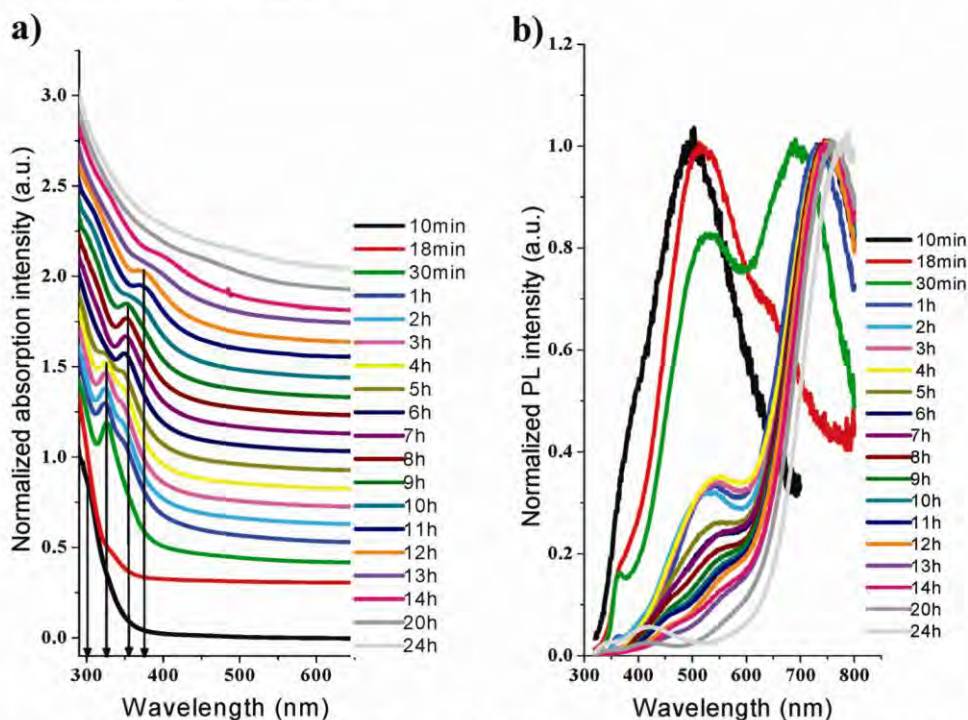 a)
Normalized absorption intensity (a.u.)
3.0
2.5
2.0
1.5
1.0
0.5
0.0
300
400
500
600
Wavelength (nm)
10min
18min
30min
1h
2h
3h
4h
5h
6h
7h
8h
9h
10h
11h
12h
13h
14h
20h
24h
b)
Normalized PL intensity (a.u.)
1.2
1.0
0.8
0.6
0.4
0.2
0.0
300
400
500
600
700
800
Wavelength (nm)
10min
18min
30min
1h
2h
3h
4h
5h
6h
7h
8h
9h
10h
11h
12h
13h
14h
20h
24h